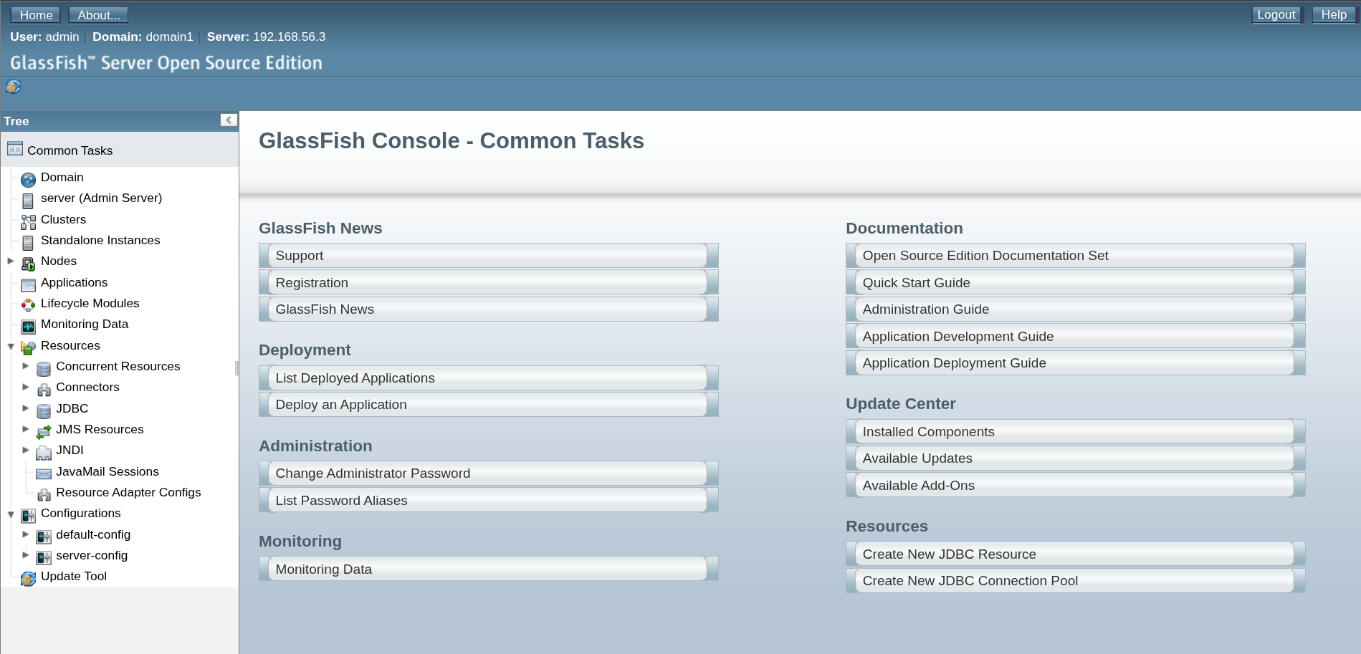 Home About... Logout Help
User: admin Domain: domain1 Server: 192.168.56.3
GlassFish™ Server Open Source Edition
Tree
Common Tasks
Domain
server (Admin Server)
Clusters
Standalone Instances
Nodes
Applications
Lifecycle Modules
Monitoring Data
Resources
Concurrent Resources
Connectors
JDBC
JMS Resources
JNDI
JavaMail Sessions
Resource Adapter Configs
Configurations
default-config
server-config
Update Tool
GlassFish Console - Common Tasks
GlassFish News
Support
Registration
GlassFish News
Deployment
List Deployed Applications
Deploy an Application
Administration
Change Administrator Password
List Password Aliases
Monitoring
Monitoring Data
Documentation
Open Source Edition Documentation Set
Quick Start Guide
Administration Guide
Application Development Guide
Application Deployment Guide
Update Center
Installed Components
Available Updates
Available Add-Ons
Resources
Create New JDBC Resource
Create New JDBC Connection Pool